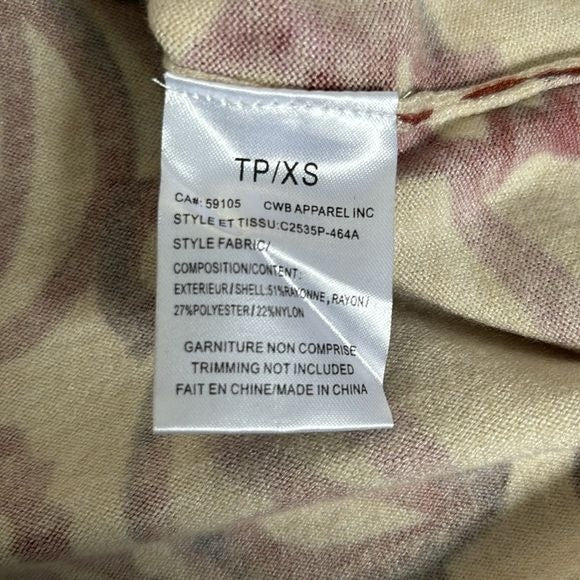 TP/XS
CA#: 59105 CWB APPAREL INC
STYLE ET TISSU:C2535P-464A
STYLE FABRIC/
COMPOSITION/CONTENT:
EXTERIEUR/SHELL:51%RAYONNE, RAYON/
27%POLYESTER/22%NYLON
GARNITURE NON COMPRISE
TRIMMING NOT INCLUDED
FAIT EN CHINE/MADE IN CHINA